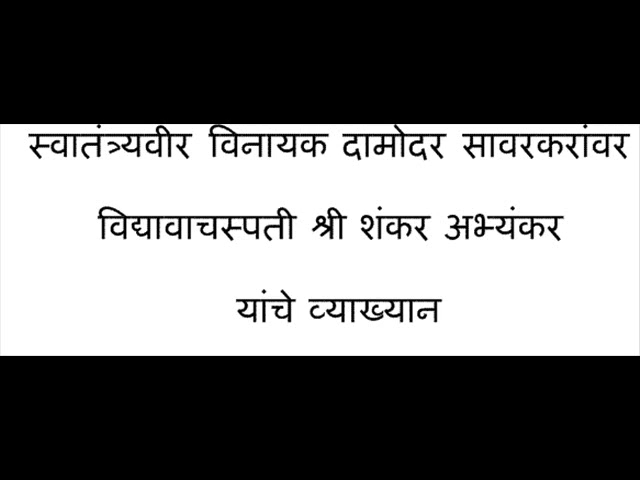 स्वातंत्र्यवीर विनायक दामोदर सावरकरांवर
विद्यावाचस्पती श्री शंकर अभ्यंकर
यांचे व्याख्यान